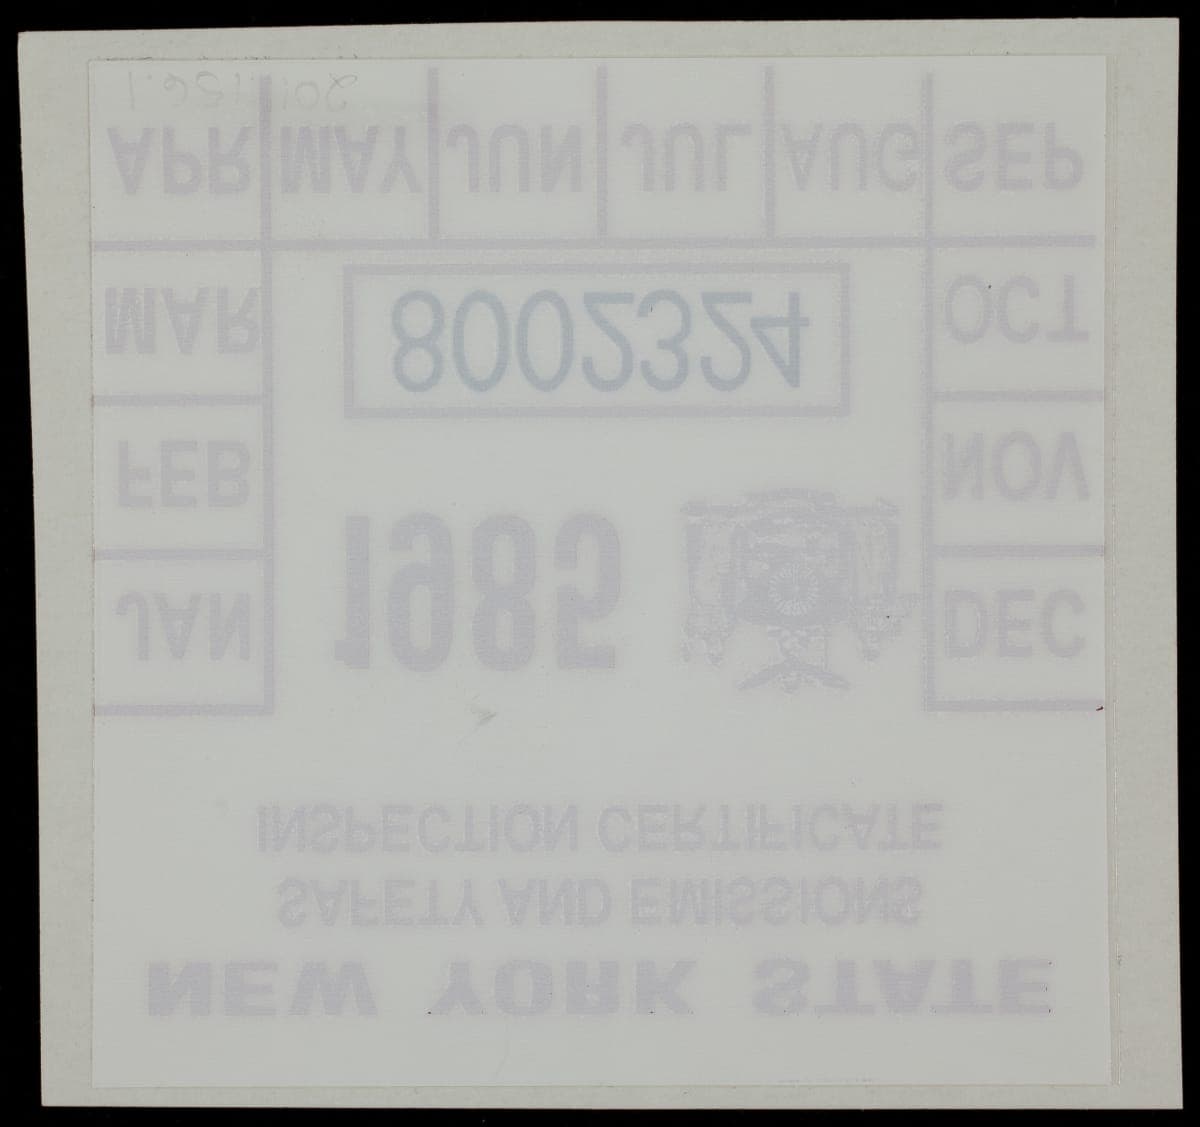 NEW YORK STATE
SAFETY AND EMISSIONS
INSPECTION CERTIFICATE
JAN 1985 DEC
FEB NOV
MAR 8002324 OCT
APR MAY JUN JUL AUG SEP